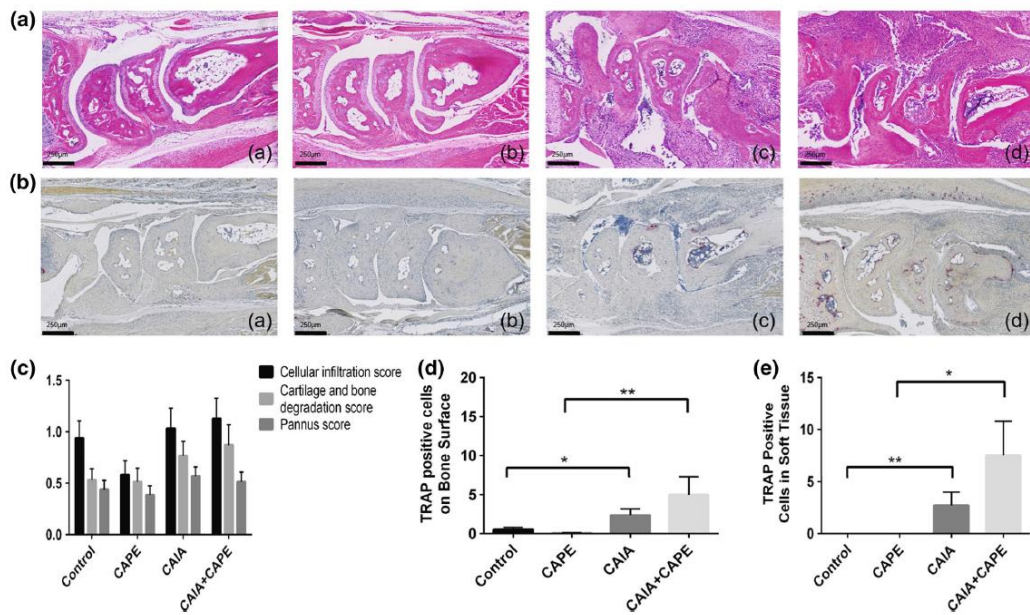 (a)
250µm
(a)
250µm
(b)
250µm
(c)
250µm
(d)
(b)
250µm
(a)
250µm
(b)
250µm
(c)
250µm
(d)
(c)
Cellular infiltration score
Cartilage and bone
degradation score
Pannus score
1.5
1.0
0.5
0.0
Control
CAPE
CAIA
CAIA+CAPE
(d)
TRAP positive cells
on Bone Surface
20
15
10
5
0
**
*
Control
CAPE
CAIA
CAIA+CAPE
(e)
TRAP Positive
Cells in Soft Tissue
15
10
5
0
*
**
Control
CAPE
CAIA
CAIA+CAPE